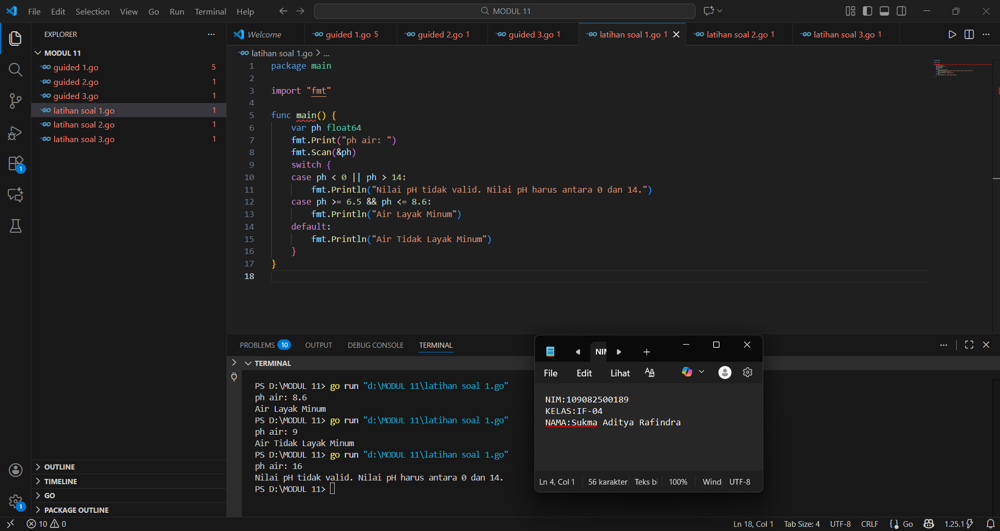 File Edit Selection View Go Run Terminal Help
MODUL 11
EXPLORER
MODUL 11
guided 1.go 5
guided 2.go 1
guided 3.go 1
latihan soal 1.go 1
latihan soal 2.go 1
latihan soal 3.go 1
OUTLINE
TIMELINE
GO
PACKAGE OUTLINE
1
1
Welcome
guided 1.go 5
guided 2.go 1
guided 3.go 1
latihan soal 1.go 1
latihan soal 2.go 1
latihan soal 3.go 1
latihan soal 1.go > ...
1 package main
2
3 import "fmt"
4
5 func main() {
6 var ph float64
7 fmt.Print("ph air: ")
8 fmt.Scan(&ph)
9 switch {
10 case ph < 0 || ph > 14:
11 fmt.Println("Nilai pH tidak valid. Nilai pH harus antara 0 dan 14.")
12 case ph >= 6.5 && ph <= 8.6:
13 fmt.Println("Air Layak Minum")
14 default:
15 fmt.Println("Air Tidak Layak Minum")
16 }
17 }
18
PROBLEMS 10 OUTPUT DEBUG CONSOLE TERMINAL
TERMINAL
PS D:\MODUL 11> go run "d:\MODUL 11\latihan soal 1.go"
ph air: 8.6
Air Layak Minum
PS D:\MODUL 11> go run "d:\MODUL 11\latihan soal 1.go"
ph air: 9
Air Tidak Layak Minum
PS D:\MODUL 11> go run "d:\MODUL 11\latihan soal 1.go"
ph air: 16
Nilai pH tidak valid. Nilai pH harus antara 0 dan 14.
PS D:\MODUL 11>
NIM
File Edit Lihat
NIM:109082500189
KELAS:IF-04
NAMA:Sukma Aditya Rafindra
Ln 4, Col 1 56 karakter Teks bi 100% Wind UTF-8
10 0
Ln 18, Col 1 Tab Size: 4 UTF-8 CRLF {} Go 1.25.1